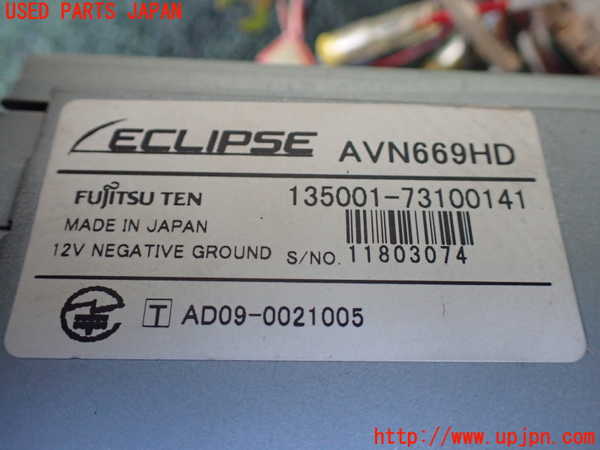 USED PARTS JAPAN
ECLIPSE AVN669HD
FUJITSU TEN 135001-73100141
MADE IN JAPAN
12V NEGATIVE GROUND S/NO. 11803074
T AD09-0021005
http://www.upjpn.com/